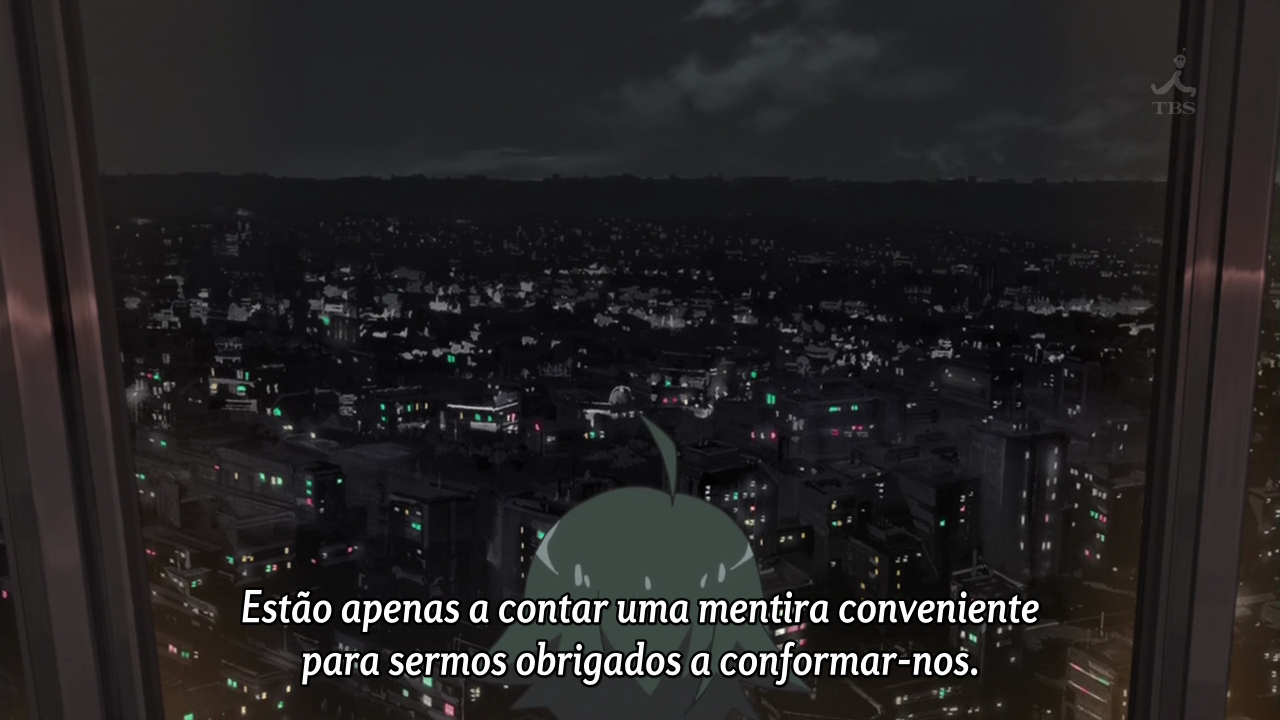 TBS
Estão apenas a contar uma mentira conveniente
para sermos obrigados a conformar-nos.